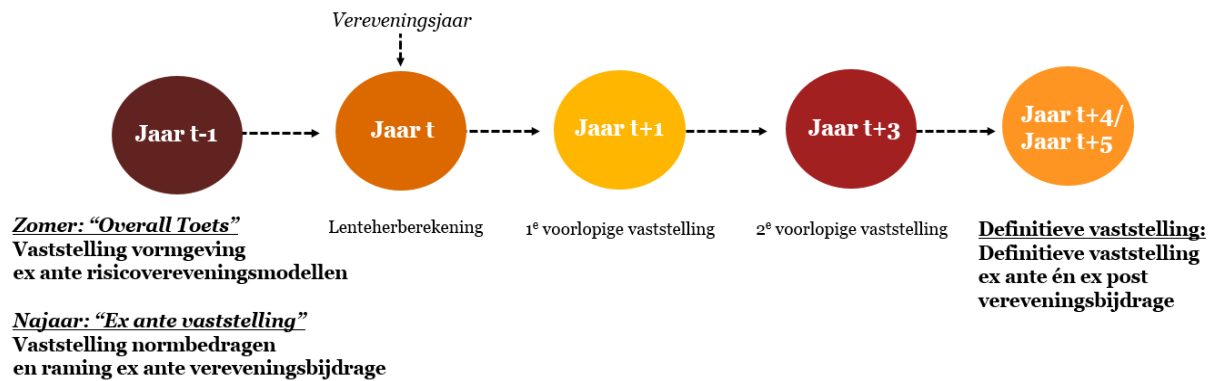 Vereveningsjaar
Jaar t-1
Jaar t
Jaar t+1
Jaar t+3
Jaar t+4/
Jaar t+5
Zomer: “Overall Toets”
Vaststelling vormgeving
ex ante risicovereveningsmodellen
Najaar: “Ex ante vaststelling”
Vaststelling normbedragen
en raming ex ante vereveningsbijdrage
Lenteherberekening
1e voorlopige vaststelling
2e voorlopige vaststelling
Definitieve vaststelling:
Definitieve vaststelling
ex ante én ex post
vereveningsbijdrage